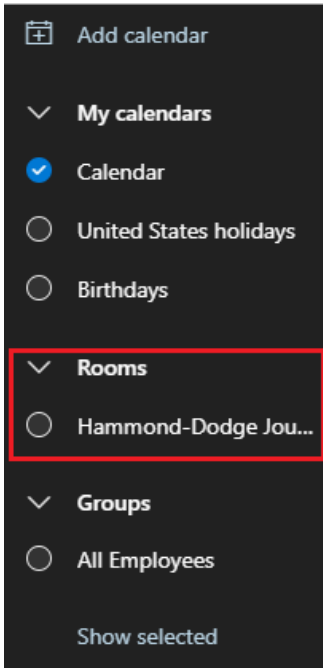 Add calendar
My calendars
Calendar
United States holidays
Birthdays
Rooms
Hammond-Dodge Jou...
Groups
All Employees
Show selected